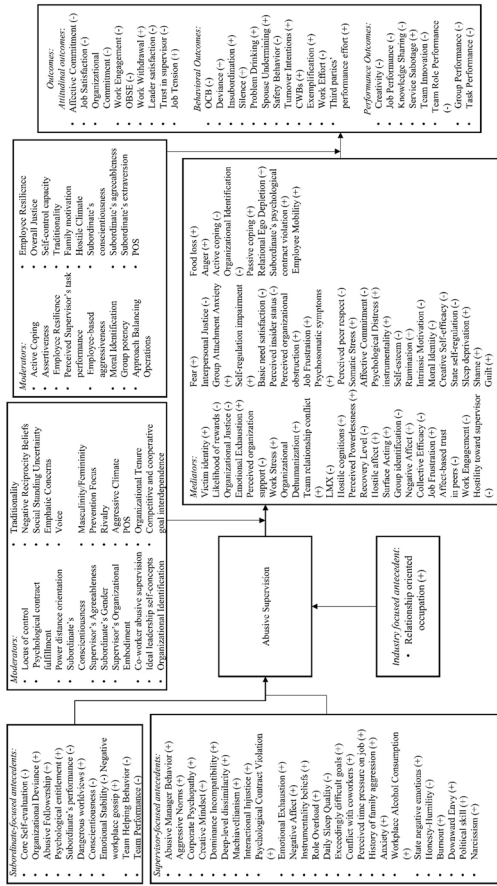 Subordinate-focused antecedents:
• Core Self-evaluation (-)
• Organizational Deviance (+)
• Abusive Followership (+)
• Psychological entitlement (+)
• Subordinate's performance (-)
• Dangerous worldviews (+)
• Conscientiousness (-)
• Emotional Stability (-) Negative workplace gossip (+)
• Team Helping Behavior (-)
• Team Performance (-)
Supervisor-focused antecedents:
• Abusive Manager Behavior (+)
• Aggressive Norms (+)
• Corporate Psychopathy (+)
• Creative Mindset (+)
• Dominance Incompatibility (+)
• Deep-level Dissimilarity (+)
• Machiavellianism (+)
• Interactional Injustice (+)
• Psychological Contract Violation
(+)
• Emotional Exhaustion (+)
• Negative Affect (+)
• Instrumentality beliefs (+)
• Role Overload (+)
• Daily Sleep Quality (-)
• Exceedingly difficult goals (+)
• Conflict with coworkers (+)
• Perceived time pressure on job (+)
• History of family aggression (+)
• Anxiety (+)
• Workplace Alcohol Consumption
(+)
• State negative emotions (+)
• Honesty-Humility (-)
• Burnout (+)
• Downward Envy (+)
• Political skill (+)
• Narcissism (+)
Moderators:
• Locus of control
• Psychological contract
fulfillment
• Power distance orientation
• Subordinate's
Conscientiousness
• Supervisor's Agreeableness
• Subordinate's Gender
• Supervisor's Organizational
Embodiment
• Co-worker abusive supervision
• Ideal leadership self-concepts
• Organizational Identification
Traditionality
• Negative Reciprocity Beliefs
• Social Standing Uncertainty
• Emphatic Concerns
• Voice
• Masculinity/Femininity
• Prevention Focus
• Rivalry
• Aggressive Climate
• POS
• Organizational Tenure
• Competitive and cooperative
goal interdependence
Abusive Supervision
Industry focused antecedent:
• Relationship oriented
occupation (+)
Moderators:
• Active Coping
• Assertiveness
• Employee Resilience
• Perceived Supervisor's task
performance
• Employee-based
aggressiveness
• Moral Identification
• Group potency
• Approach Balancing
Operations
• Employee Resilience
• Overall Justice
• Self-control capacity
• Traditionality
• Family motivation
• Hostile Climate
• Subordinate's
conscientiousness
• Subordinate's agreeableness
• Subordinate's extraversion
• POS
Mediators:
• Victim identity (+)
• Likelihood of rewards (-)
• Organizational Justice (-)
• Emotional Exhaustion (+)
• Perceived organization
support (-)
• Work Stress (+)
• Organizational
Dehumanization (+)
• Team relationship conflict
(+)
• LMX (-)
• Hostile cognitions (+)
• Perceived Powerlessness (+)
• Recovery Level (-)
• Hostile affect (+)
• Surface Acting (+)
• Group identification (-)
• Negative Affect (+)
• Collective Efficacy (-)
• Job Frustration (+)
• Affect-based trust
in peers (-)
• Work Engagement (-)
• Hostility toward supervisor
(-)
Fear (+)
• Interpersonal Justice (-)
• Group Attachment Anxiety
(+)
• Self-regulation impairment
(+)
• Basic need satisfaction (-)
• Perceived insider status (-)
• Perceived organizational
obstruction (+)
• Job Frustration (+)
• Psychosomatic symptoms
(+)
• Perceived peer respect (-)
• Somatic Stress (+)
• Affective Commitment (-)
• Psychological Distress (+)
• instrumentality (+)
• Self-esteem (-)
• Rumination (-)
• Intrinsic Motivation (-)
• Moral Identity (-)
• Creative Self-efficacy (-)
• State self-regulation (-)
• Sleep deprivation (+)
• Shame (+)
• Guilt (+)
Food loss (+)
• Anger (+)
• Active coping (-)
• Organizational Identification
(-)
• Passive coping (+)
• Relational Ego Depletion (+)
• Subordinate's psychological
contract violation (+)
• Employee Mobility (+)
Outcomes:
Attitudinal outcomes:
• Affective Commitment (-)
• Job Satisfaction (-)
• Organizational
Commitment (-)
• Work Engagement (-)
• OBSE (-)
• Work Withdrawal (+)
• Leader satisfaction (-)
• Trust in supervisor (-)
• Job Tension (+)
Behavioral Outcomes:
• OCB (-)
• Deviance (+)
• Insubordination (+)
• Silence (+)
• Problem Drinking (+)
• Spouse Undermining (+)
• Safety Behavior (-)
• Turnover Intentions (+)
• CWBs (+)
• Exemplification (+)
• Work Effort (-)
• Third parties'
performance effort (+)
Performance Outcomes:
• Creativity (-)
• Job Performance (-)
• Knowledge Sharing (-)
• Service Sabotage (+)
• Team Innovation (-)
• Team Role Performance
(-)
• Group Performance (-)
• Task Performance (-)